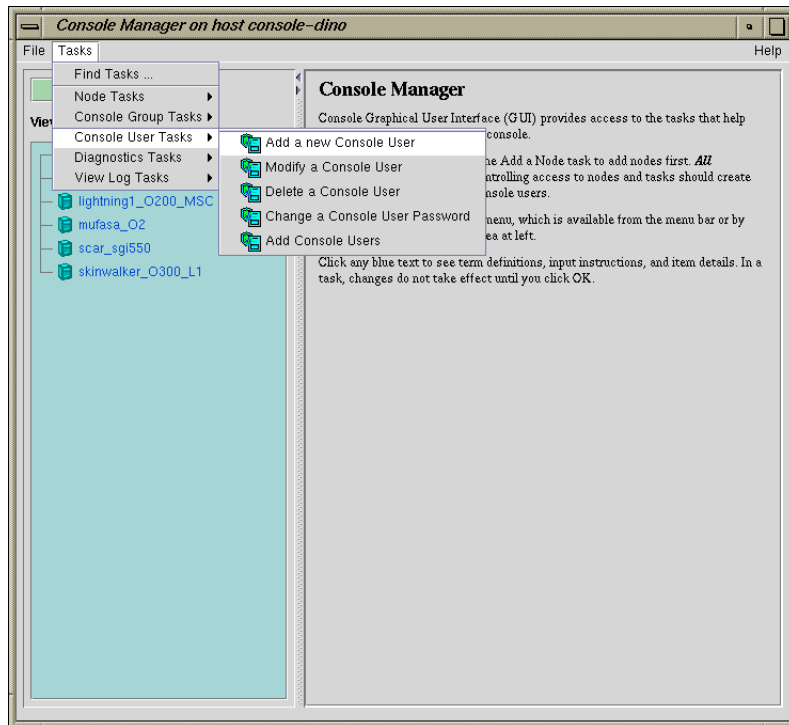 Console Manager on host console-dino
File Tasks Help
Find Tasks ...
Node Tasks
Console Group Tasks
Console User Tasks
Diagnostics Tasks
View Log Tasks
Add a new Console User
Modify a Console User
Delete a Console User
Change a Console User Password
Add Console Users
Vie
lightning1_O200_MSC
mufasa_O2
scar_sgi550
skinwalker_O300_L1
Console Manager
Console Graphical User Interface (GUI) provides access to the tasks that help
console.
Add a Node task to add nodes first. All
controlling access to nodes and tasks should create
console users.
menu, which is available from the menu bar or by
at left.
Click any blue text to see term definitions, input instructions, and item details. In a
task, changes do not take effect until you click OK.